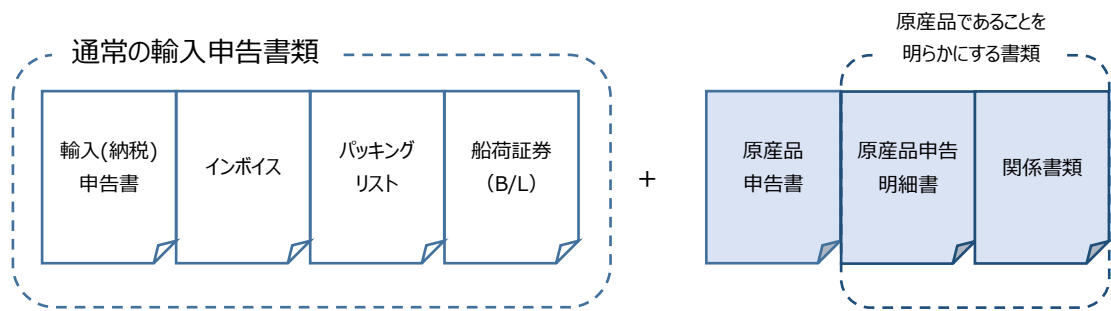 通常の輸入申告書類
輸入(納税)
申告書
インボイス
パッキング
リスト
船荷証券
（B/L）
+
原産品であることを
明らかにする書類
原産品
申告書
原産品申告
明細書
関係書類